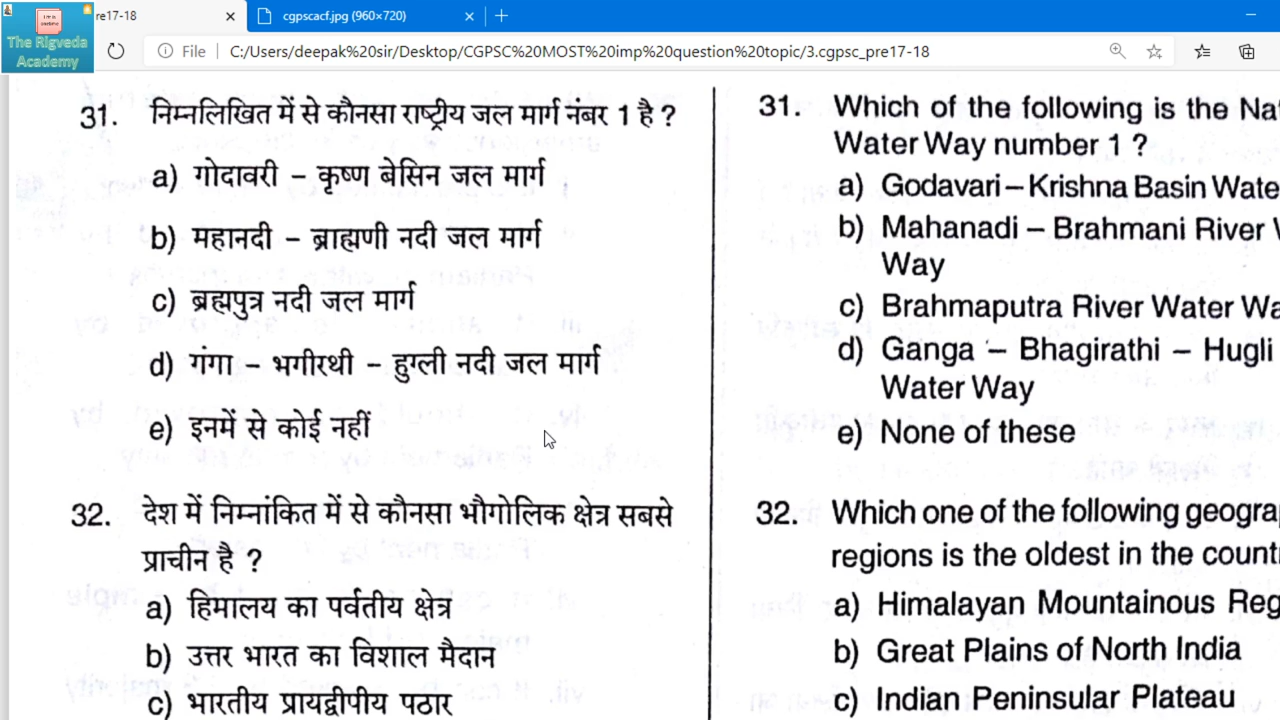 The Rigveda
Academy
re17-18
cgpscacf.jpg (960×720)
File
C:/Users/deepak%20sir/Desktop/CGPSC%20MOST%20imp%20question%20topic/3.cgpsc_pre17-18
31. निम्नलिखित में से कौनसा राष्ट्रीय जल मार्ग नंबर 1 है ?
a) गोदावरी – कृष्ण बेसिन जल मार्ग
b) महानदी – ब्राह्मणी नदी जल मार्ग
c) ब्रह्मपुत्र नदी जल मार्ग
d) गंगा – भगीरथी – हुग्ली नदी जल मार्ग
e) इनमें से कोई नहीं
32. देश में निम्नांकित में से कौनसा भौगोलिक क्षेत्र सबसे
प्राचीन है ?
a) हिमालय का पर्वतीय क्षेत्र
b) उत्तर भारत का विशाल मैदान
c) भारतीय प्रायद्वीपीय पठार
31. Which of the following is the Nat
Water Way number 1 ?
a) Godavari – Krishna Basin Wate
b) Mahanadi – Brahmani River
Way
c) Brahmaputra River Water Wa
d) Ganga – Bhagirathi – Hugli
Water Way
e) None of these
32. Which one of the following geogra
regions is the oldest in the count
a) Himalayan Mountainous Reg
b) Great Plains of North India
c) Indian Peninsular Plateau